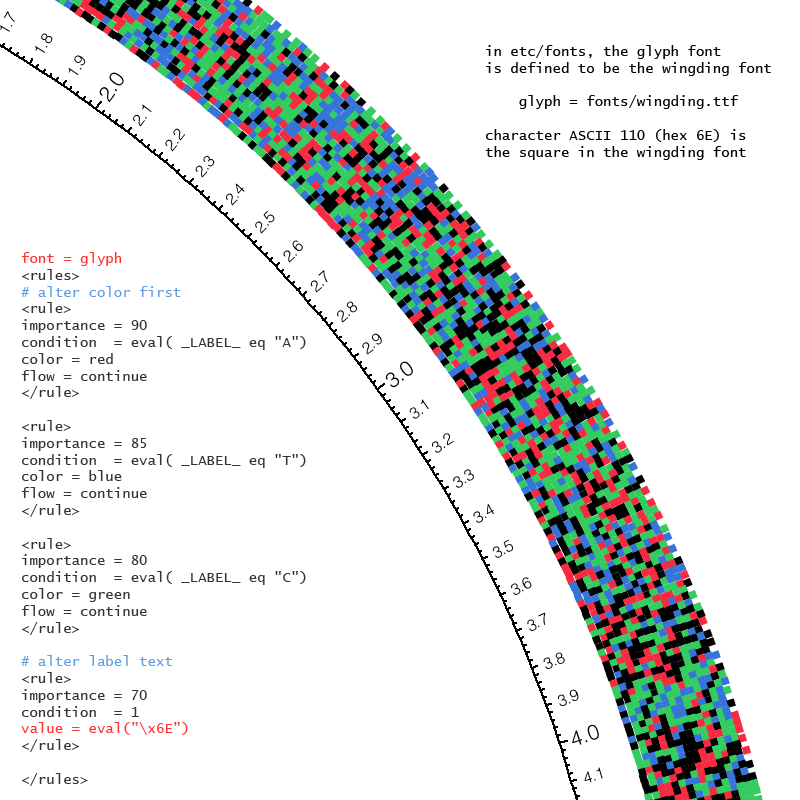 in etc/fonts, the glyph font
is defined to be the wingding font
glyph = fonts/wingding.ttf
character ASCII 110 (hex 6E) is
the square in the wingding font
1.7
1.8
1.9
2.0
2.1
2.2
2.3
2.4
2.5
2.6
2.7
2.8
2.9
3.0
3.1
3.2
3.3
3.4
3.5
3.6
3.7
3.8
3.9
4.0
4.1
font = glyph
<rules>
# alter color first
<rule>
importance = 90
condition  = eval( _LABEL_ eq "A")
color = red
flow = continue
</rule>
<rule>
importance = 85
condition  = eval( _LABEL_ eq "T")
color = blue
flow = continue
</rule>
<rule>
importance = 80
condition  = eval( _LABEL_ eq "C")
color = green
flow = continue
</rule>
# alter label text
<rule>
importance = 70
condition  = 1
value = eval("\x6E")
</rule>
</rules>